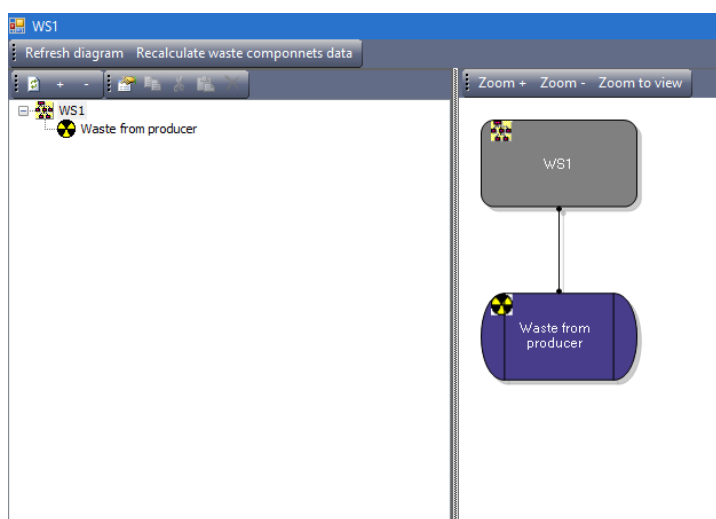 WS1
Refresh diagram Recalculate waste componnets data
+ -
Zoom + Zoom - Zoom to view
WS1
Waste from producer
WS1
Waste from
producer